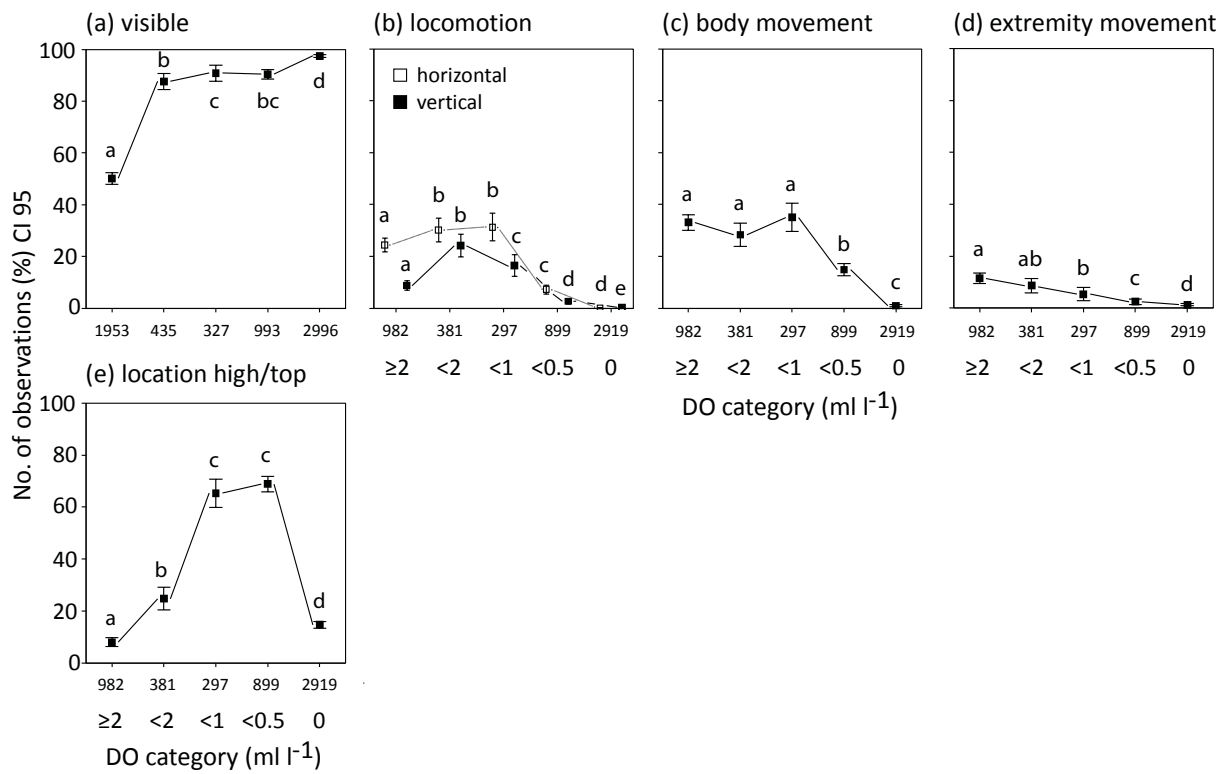 (a) visible
(b) locomotion
(c) body movement
(d) extremity movement
No. of observations (%) CI 95
100
80
60
40
20
0
a
b
c
bc
d
1953 435 327 993 2996
horizontal
vertical
a
b
b
c
d
a
b
c
d
e
982 381 297 899 2919
≥2 <2 <1 <0.5 0
a
a
a
b
c
982 381 297 899 2919
≥2 <2 <1 <0.5 0
DO category (ml l⁻¹)
a
ab
b
c
d
982 381 297 899 2919
≥2 <2 <1 <0.5 0
(e) location high/top
100
80
60
40
20
0
a
b
c
c
d
982 381 297 899 2919
≥2 <2 <1 <0.5 0
DO category (ml l⁻¹)